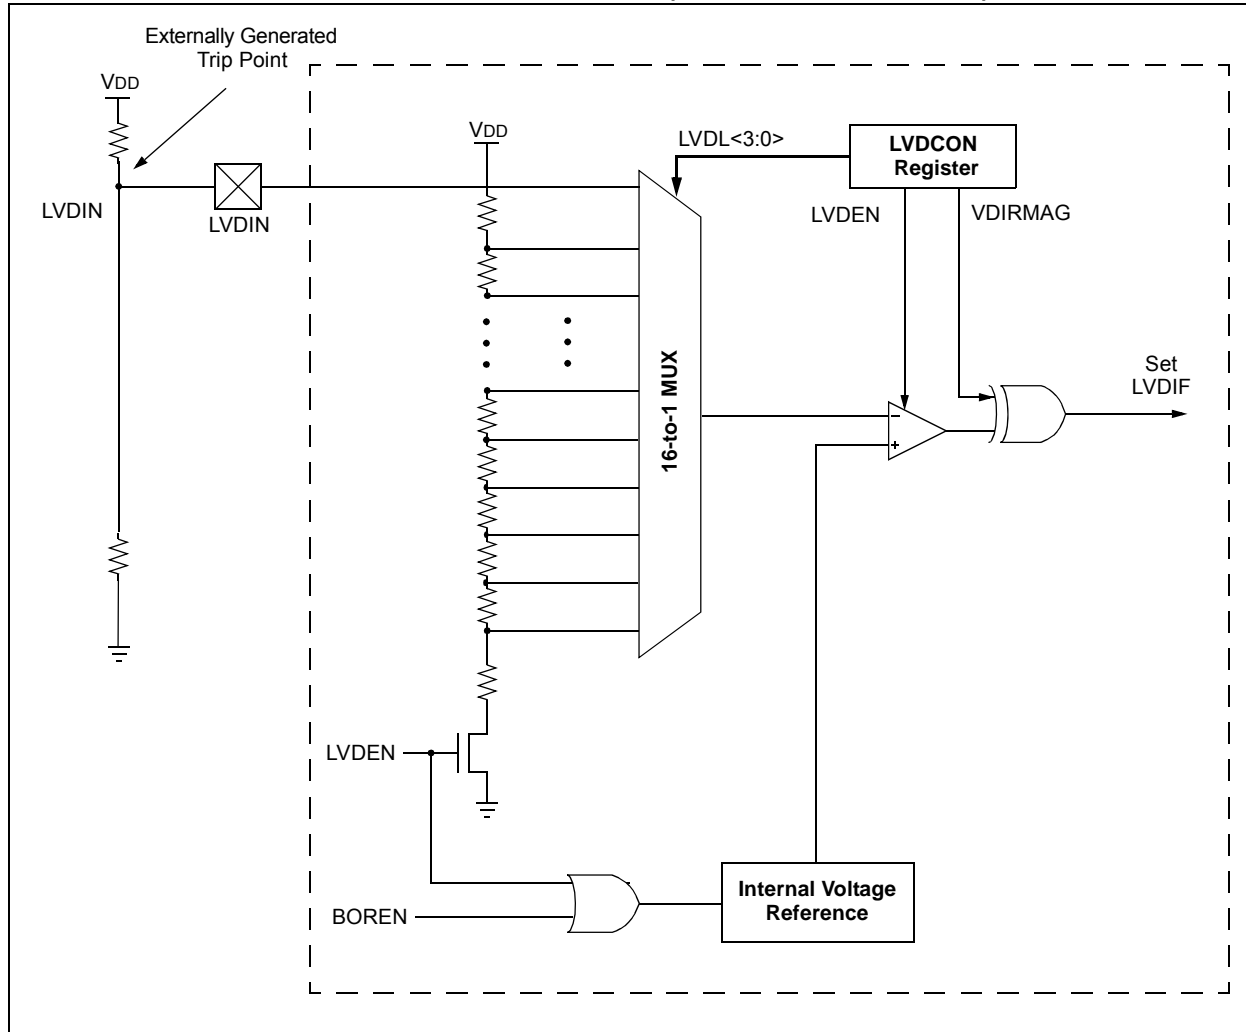 Externally Generated
Trip Point
VDD
VDD
LVDL<3:0>
LVDCON
Register
LVDIN
LVDIN
LVDEN
VDIRMAG
16-to-1 MUX
Set
LVDIF
–
+
LVDEN
BOREN
Internal Voltage
Reference